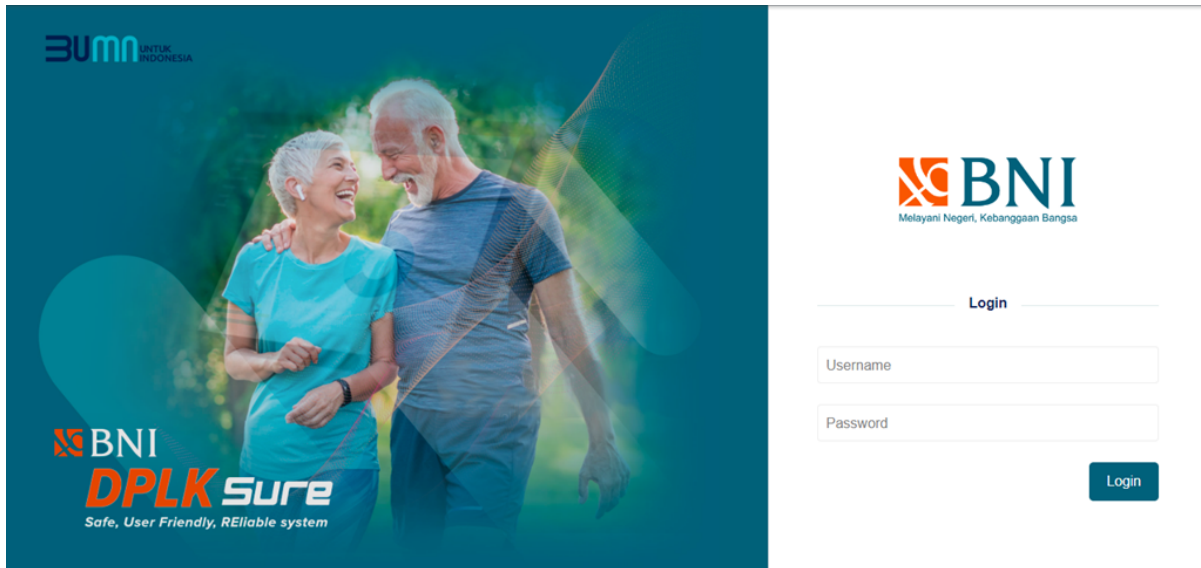 BUMN UNTUK
INDONESIA
BNI
DPLK Sure
Safe, User Friendly, REliable system
BNI
Melayani Negeri, Kebanggaan Bangsa
Login
Username
Password
Login